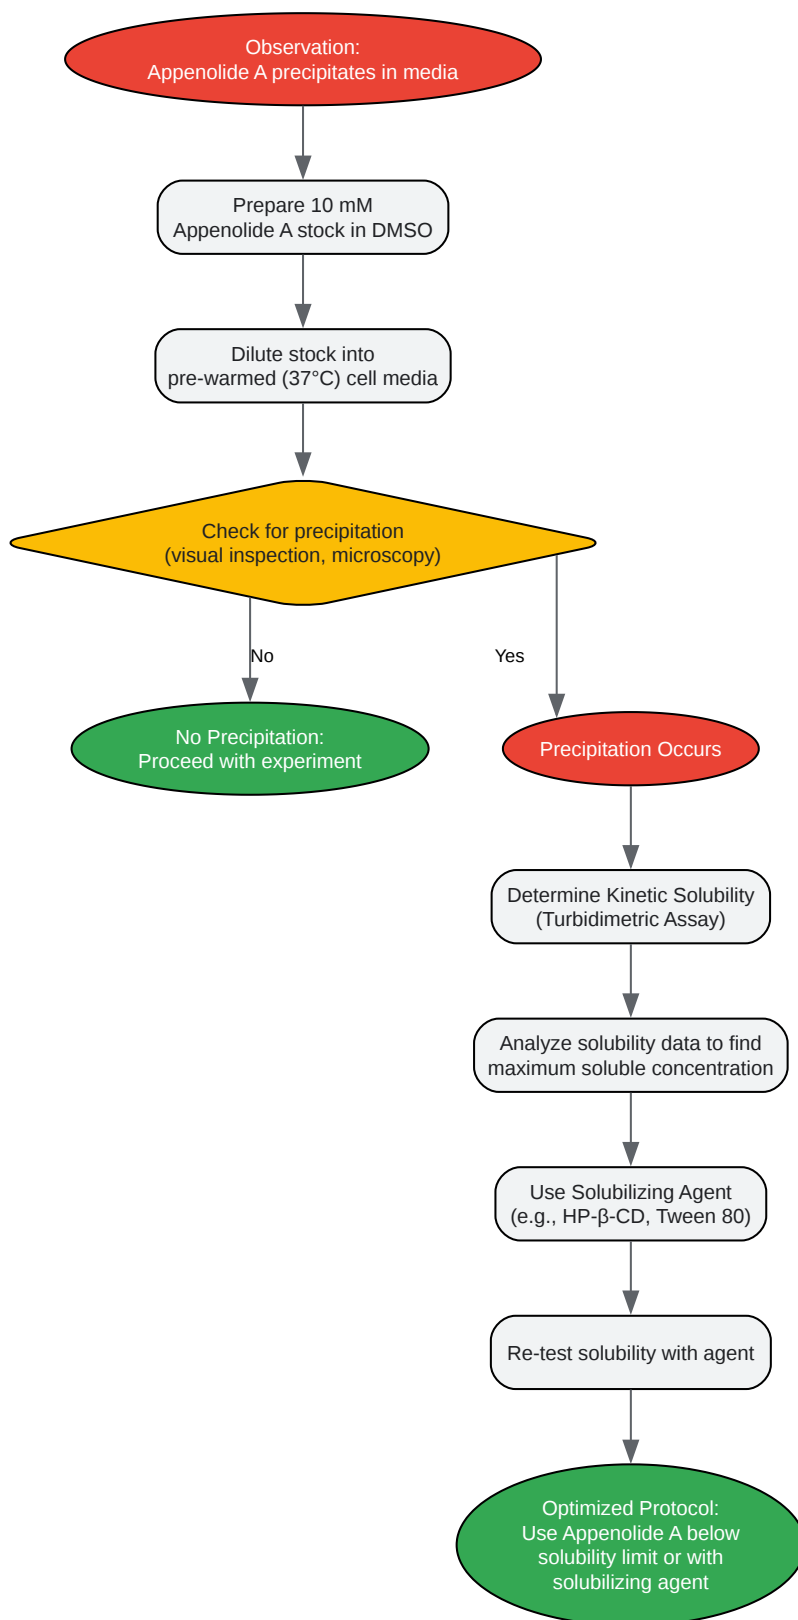 Observation:
Appenolide A precipitates in media
Prepare 10 mM
Appenolide A stock in DMSO
Dilute stock into
pre-warmed (37°C) cell media
Check for precipitation
(visual inspection, microscopy)
No
Yes
No Precipitation:
Proceed with experiment
Precipitation Occurs
Determine Kinetic Solubility
(Turbidimetric Assay)
Analyze solubility data to find
maximum soluble concentration
Use Solubilizing Agent
(e.g., HP-β-CD, Tween 80)
Re-test solubility with agent
Optimized Protocol:
Use Appenolide A below
solubility limit or with
solubilizing agent